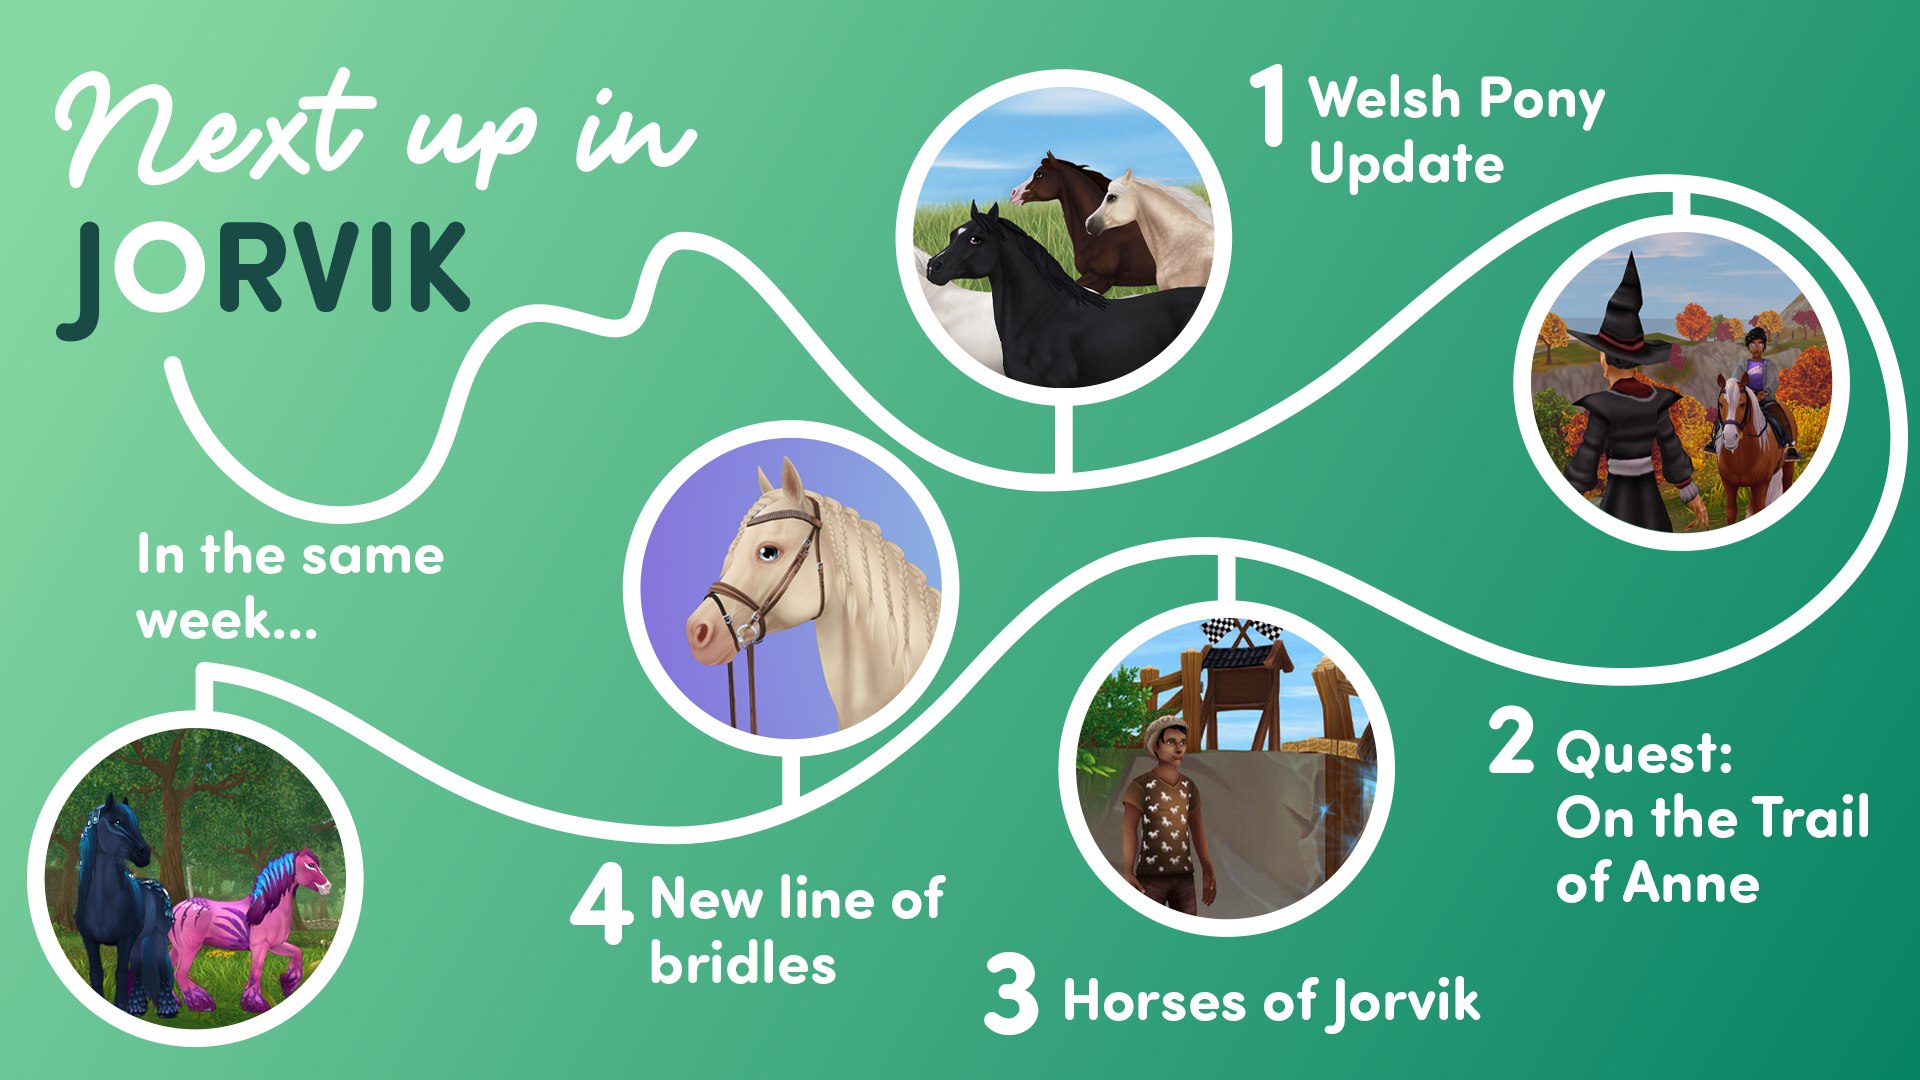 Next up in
JORVIK
1 Welsh Pony
Update
2 Quest:
On the Trail
of Anne
3 Horses of Jorvik
4 New line of
bridles
In the same
week...